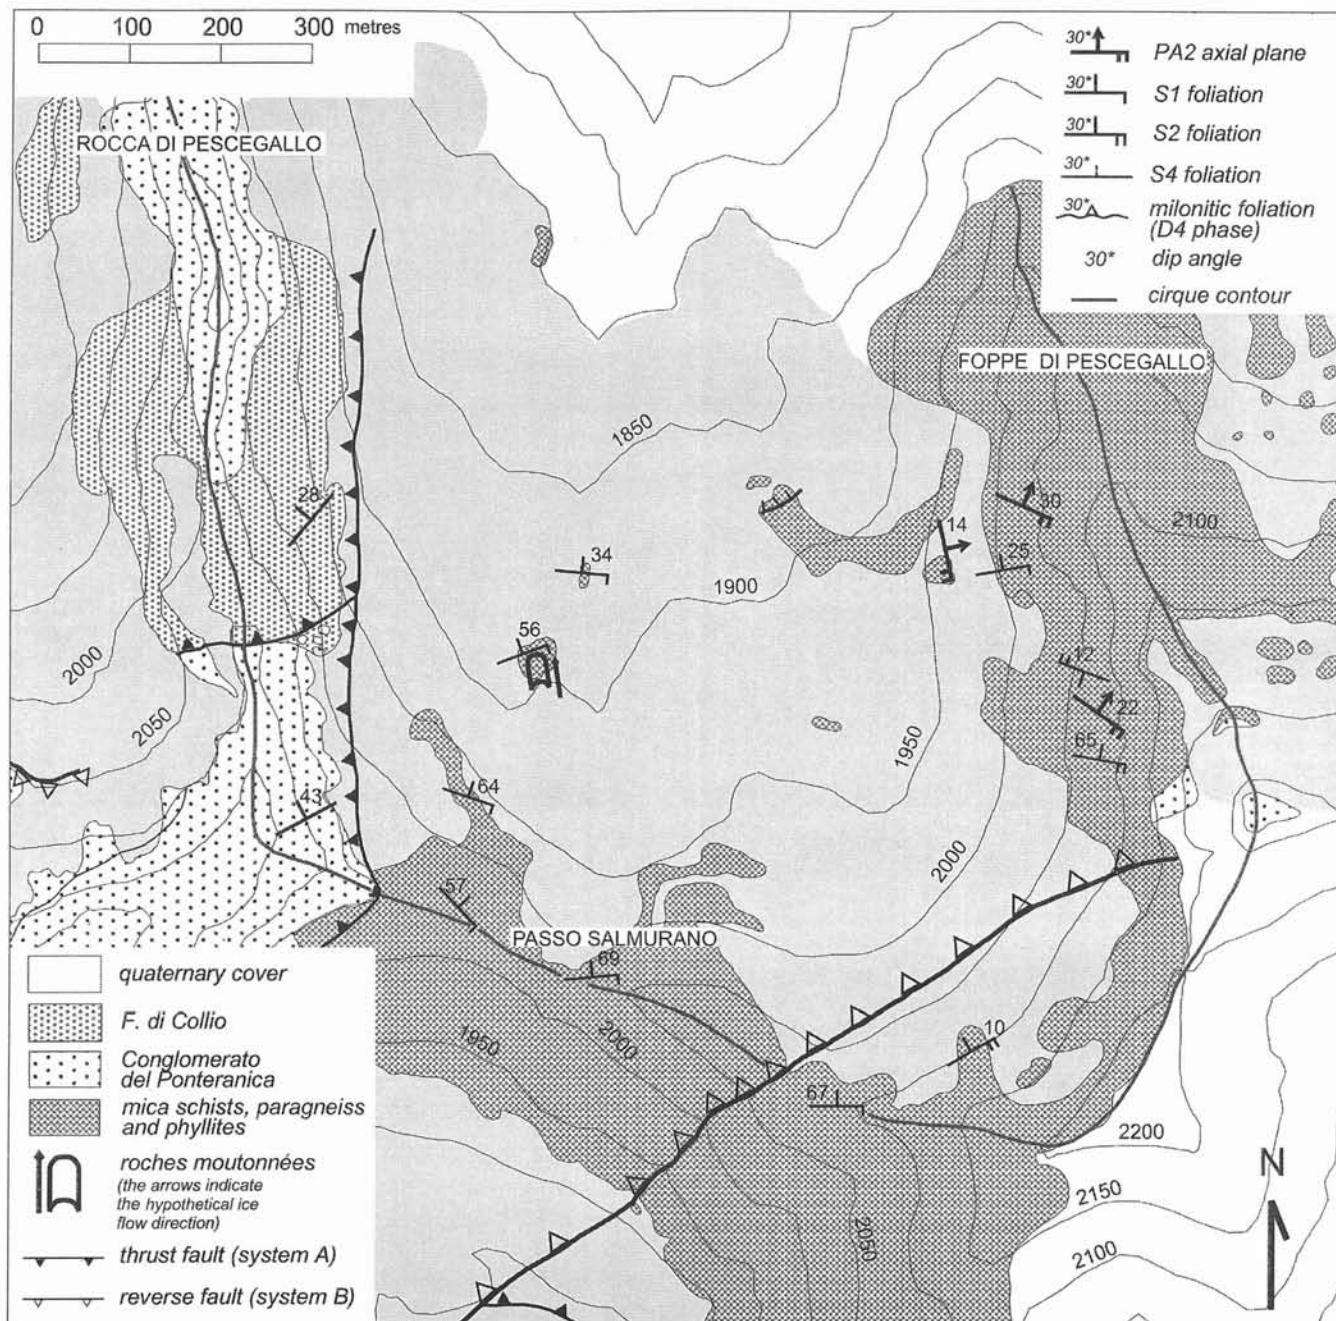 0 100 200 300 metres
30* PA2 axial plane
30* S1 foliation
30* S2 foliation
30* S4 foliation
30* milonitic foliation
(D4 phase)
30* dip angle
cirque contour
ROCCA DI PESCEGALLO
FOPPE DI PESCEGALLO
1850
28
30
2100
14
34
25
1900
56
12
2000
22
2050
1950
65
64
43
2000
57
PASSO SALMURANO
69
quaternary cover
F. di Collio
Conglomerato
del Ponteranica
mica schists, paragneiss
and phyllites
roches moutonnées
(the arrows indicate
the hypothetical ice
flow direction)
thrust fault (system A)
reverse fault (system B)
1950
2000
10
67
2200
N
2150
2050
2100